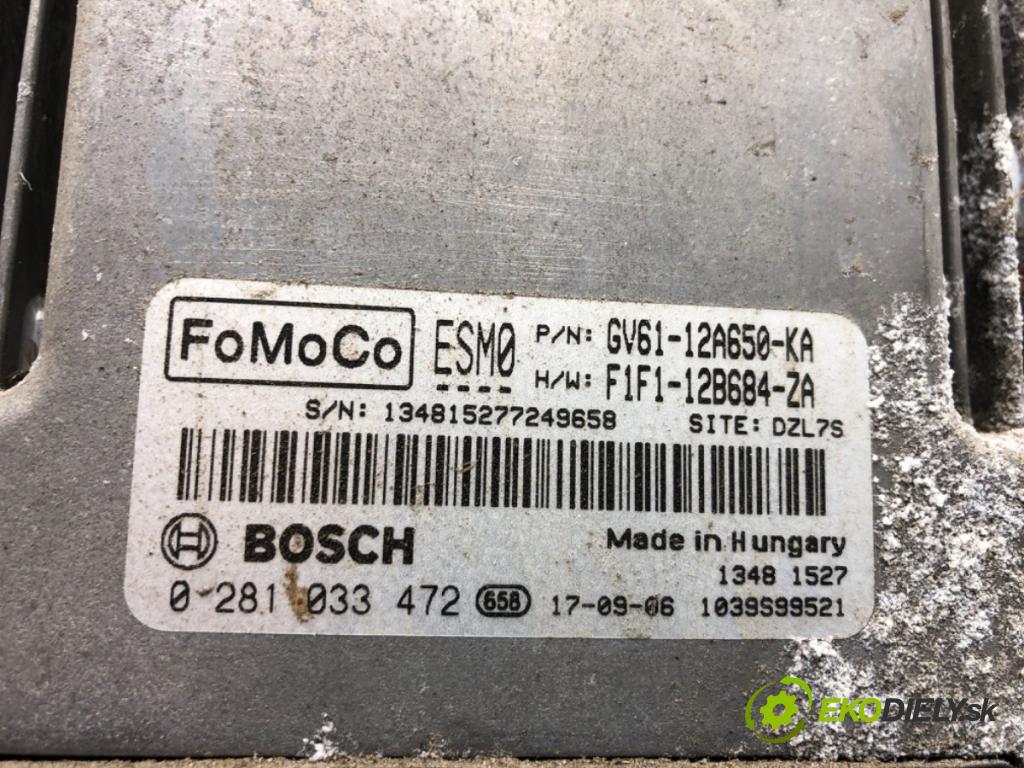 FoMoCo ESM0 P/N: GV61-12A650-KA
H/W: F1F1-12B684-ZA
S/N: 134815277249658 SITE: DZL7S
BOSCH Made in Hungary
1348 1527
0 281 033 472 658 17-09-06 1039S99521
EKODIELY.sk